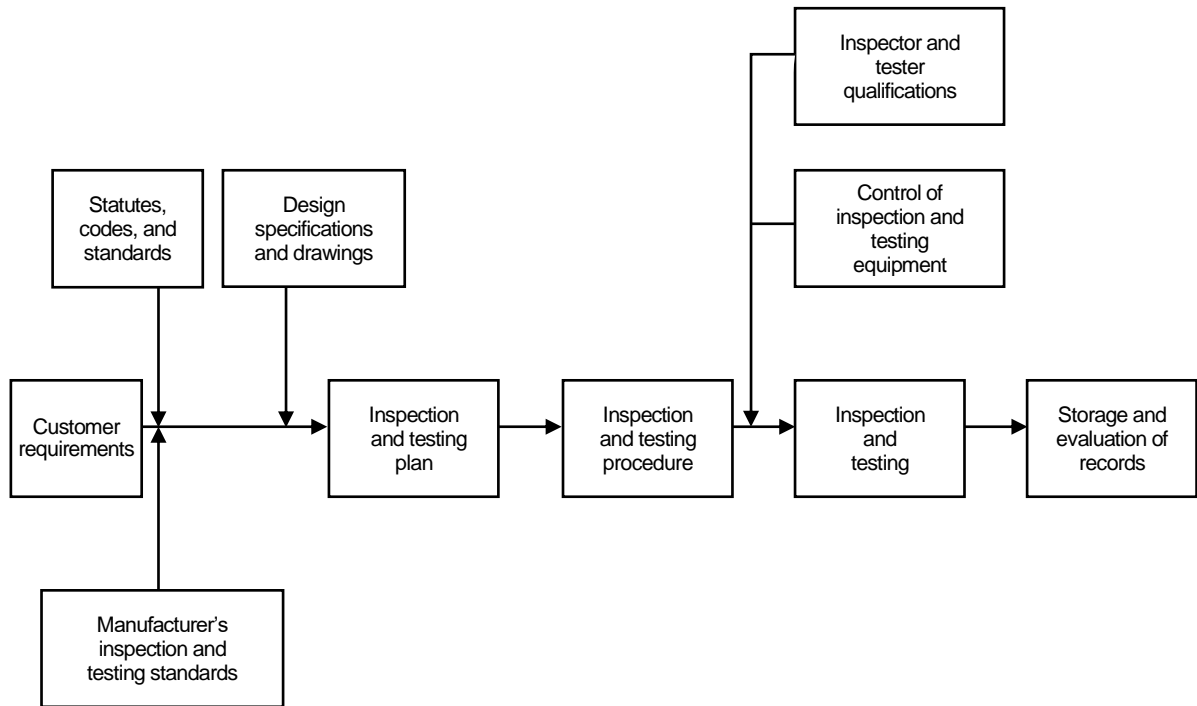 Inspector and
tester
qualifications
Statutes,
codes, and
standards
Design
specifications
and drawings
Control of
inspection and
testing
equipment
Customer
requirements
Inspection
and testing
plan
Inspection
and testing
procedure
Inspection
and
testing
Storage and
evaluation of
records
Manufacturer’s
inspection and
testing standards